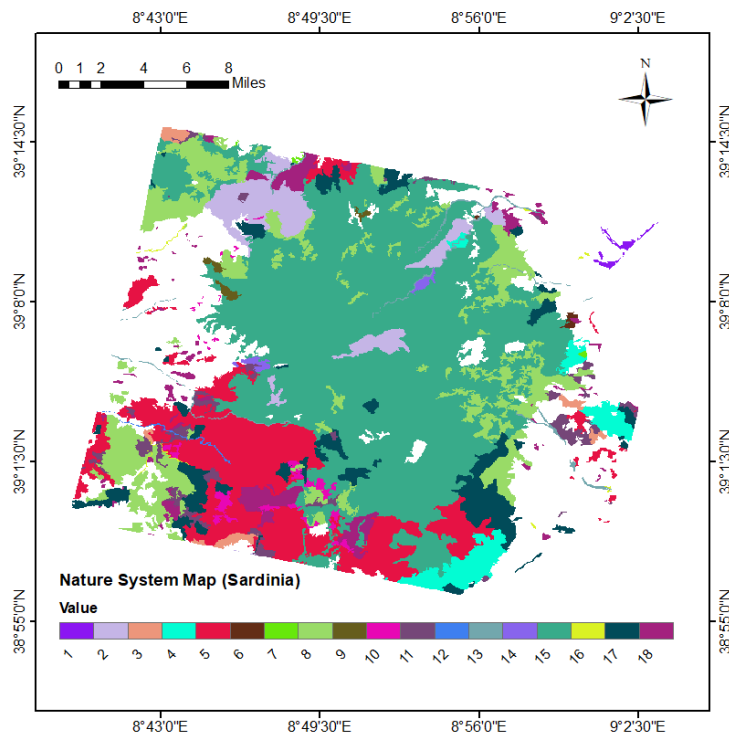 8°43'0"E 8°49'30"E 8°56'0"E 9°2'30"E
0 1 2 4 6 8
Miles
N
39°14'30"N 39°14'30"N
39°8'0"N 39°8'0"N
39°1'30"N 39°1'30"N
38°55'0"N 38°55'0"N
Nature System Map (Sardinia)
Value
1 2 3 4 5 6 7 8 9 10 11 12 13 14 15 16 17 18
8°43'0"E 8°49'30"E 8°56'0"E 9°2'30"E